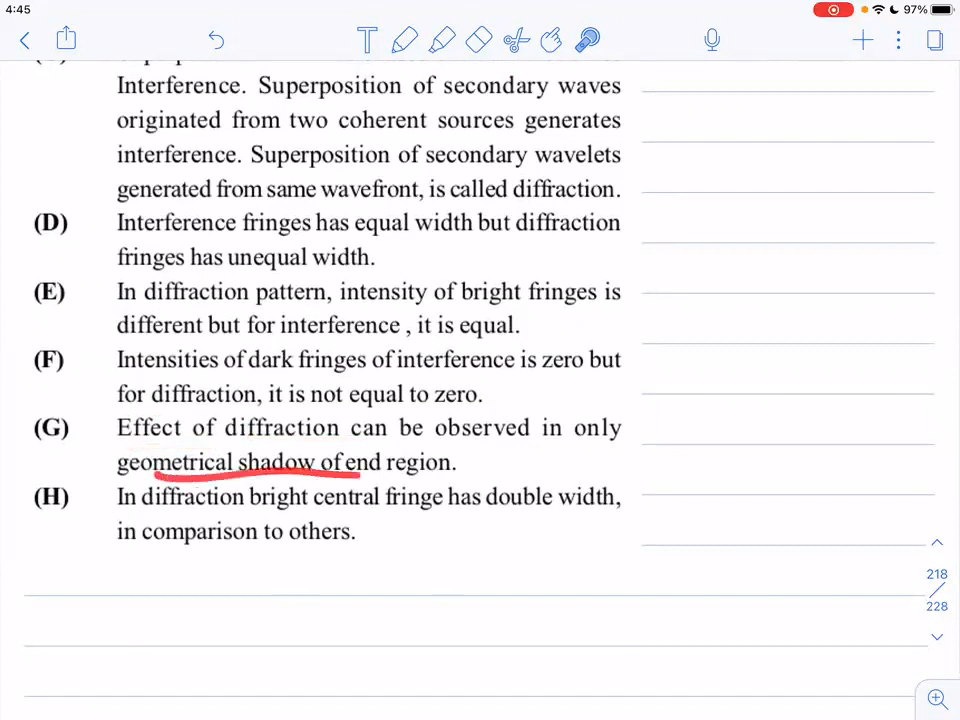 4:45
97%
Interference. Superposition of secondary waves
originated from two coherent sources generates
interference. Superposition of secondary wavelets
generated from same wavefront, is called diffraction.
(D) Interference fringes has equal width but diffraction
fringes has unequal width.
(E) In diffraction pattern, intensity of bright fringes is
different but for interference , it is equal.
(F) Intensities of dark fringes of interference is zero but
for diffraction, it is not equal to zero.
(G) Effect of diffraction can be observed in only
geometrical shadow of end region.
(H) In diffraction bright central fringe has double width,
in comparison to others.
218
228